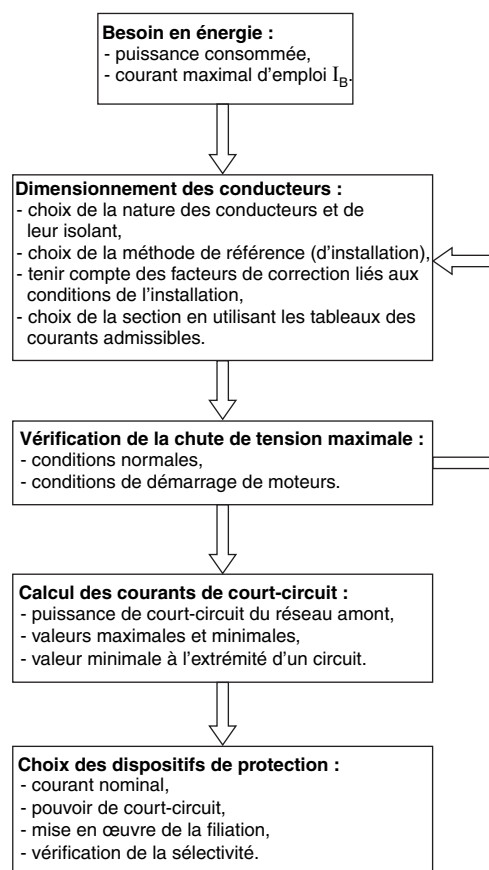 Besoin en énergie :
- puissance consommée,
- courant maximal d'emploi IB.
Dimensionnement des conducteurs :
- choix de la nature des conducteurs et de
leur isolant,
- choix de la méthode de référence (d'installation),
- tenir compte des facteurs de correction liés aux
conditions de l'installation,
- choix de la section en utilisant les tableaux des
courants admissibles.
Vérification de la chute de tension maximale :
- conditions normales,
- conditions de démarrage de moteurs.
Calcul des courants de court-circuit :
- puissance de court-circuit du réseau amont,
- valeurs maximales et minimales,
- valeur minimale à l'extrémité d'un circuit.
Choix des dispositifs de protection :
- courant nominal,
- pouvoir de court-circuit,
- mise en œuvre de la filiation,
- vérification de la sélectivité.